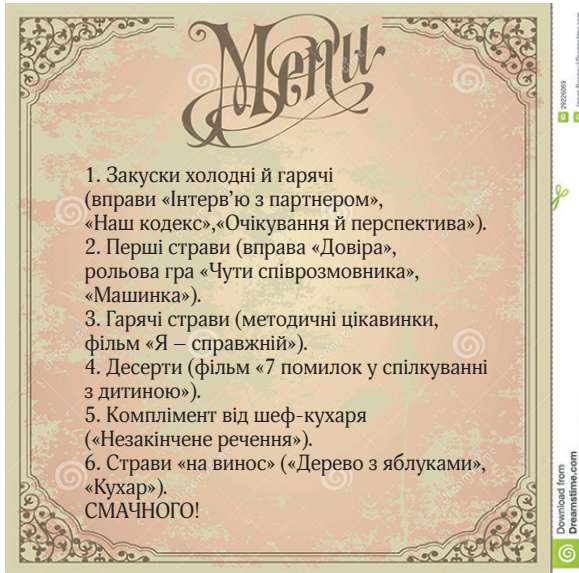 Menu
1. Закуски холодні й гарячі
(вправи «Інтерв’ю з партнером»,
«Наш кодекс»,«Очікування й перспектива»).
2. Перші страви (вправа «Довіра»,
рольова гра «Чути співрозмовника»,
«Машинка»).
3. Гарячі страви (методичні цікавинки,
фільм «Я – справжній»).
4. Десерти (фільм «7 помилок у спілкуванні
з дитиною»).
5. Комплімент від шеф-кухаря
(«Незакінчене речення»).
6. Страви «на винос» («Дерево з яблуками»,
«Кухар»).
СМАЧНОГО!
Download from
Dreamstime.com
29226069